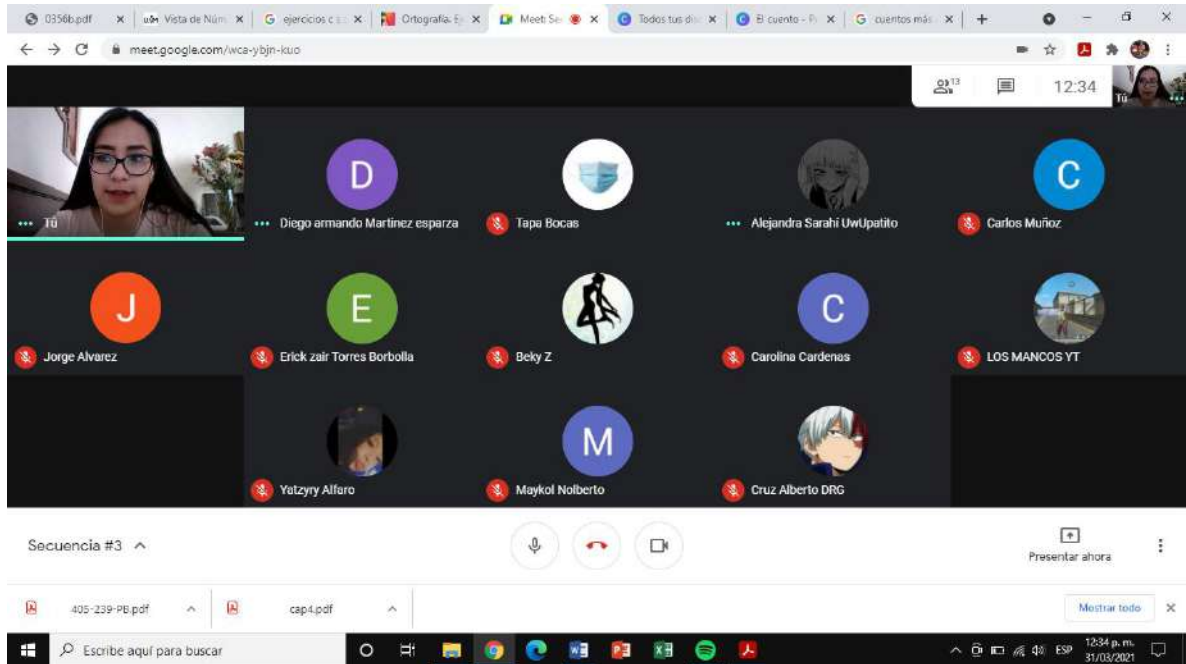 0356b.pdf
Vista de Núm
ejercicios c
Ortografía. E
Meet: Se
Todos tus di
El cuento - P
cuentos más
meet.google.com/wca-ybjn-kuo
13
12:34
Tú
Tú
Diego armando Martinez esparza
Tapa Bocas
Alejandra Sarahi UwUpatito
Carlos Muñoz
D
C
J
E
C
Jorge Alvarez
Erick zair Torres Borbolla
Beky Z
Carolina Cardenas
LOS MANCOS YT
M
Yatzyry Alfaro
Maykol Nolberto
Cruz Alberto DRG
Secuencia #3
Presentar ahora
405-239-PB.pdf
cap4.pdf
Mostrar todo
Escribe aquí para buscar
ESP
12:34 p. m.
31/03/2021